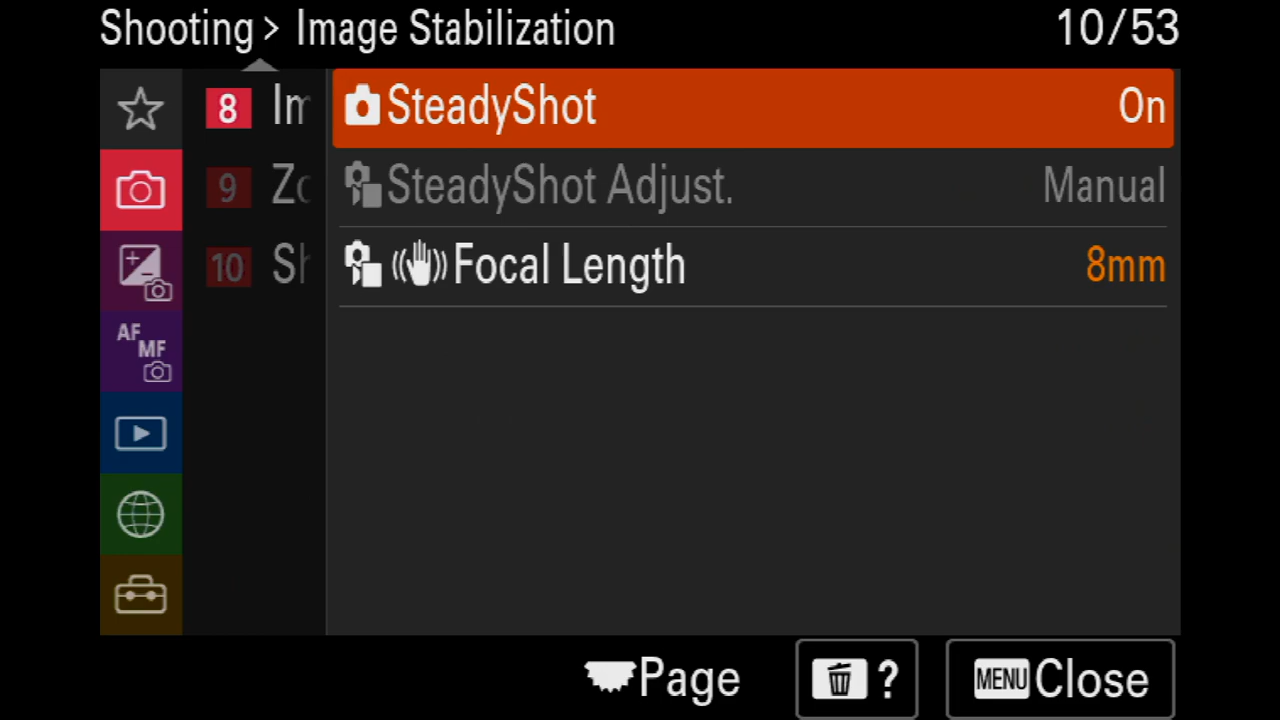 Shooting > Image Stabilization 10/53
8 Im
SteadyShot On
9 Zo
SteadyShot Adjust. Manual
10 Sh
Focal Length 8mm
AF
MF
Page
?
MENU Close